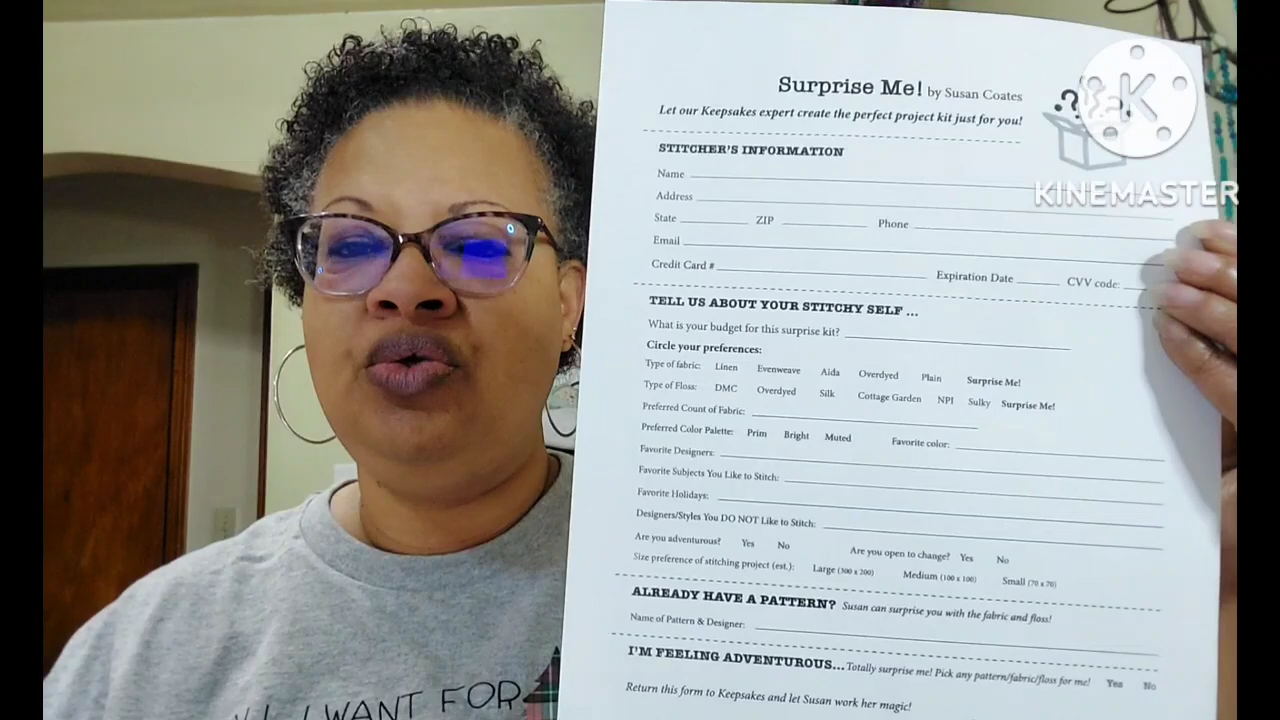 Surprise Me! by Susan Coates
Let our Keepsakes expert create the perfect project kit just for you!
KINEMASTER
STITCHER'S INFORMATION
Name
Address
State ZIP Phone
Email
Credit Card # Expiration Date CVV code:
TELL US ABOUT YOUR STITCHY SELF ...
What is your budget for this surprise kit?
Circle your preferences:
Type of fabric: Linen Evenweave Aida Overdyed Plain Surprise Me!
Type of Floss: DMC Overdyed Silk Cottage Garden NPI Sulky Surprise Me!
Preferred Count of Fabric:
Preferred Color Palette: Prim Bright Muted Favorite color:
Favorite Designers:
Favorite Subjects You Like to Stitch:
Favorite Holidays:
Designers/Styles You DO NOT Like to Stitch:
Are you adventurous? Yes No Are you open to change? Yes No
Size preference of stitching project (est.): Large (300 x 200) Medium (100 x 100) Small (70 x 70)
ALREADY HAVE A PATTERN? Susan can surprise you with the fabric and floss!
Name of Pattern & Designer:
I'M FEELING ADVENTUROUS... Totally surprise me! Pick any pattern/fabric/floss for me! Yes No
Return this form to Keepsakes and let Susan work her magic!
I WANT FOR